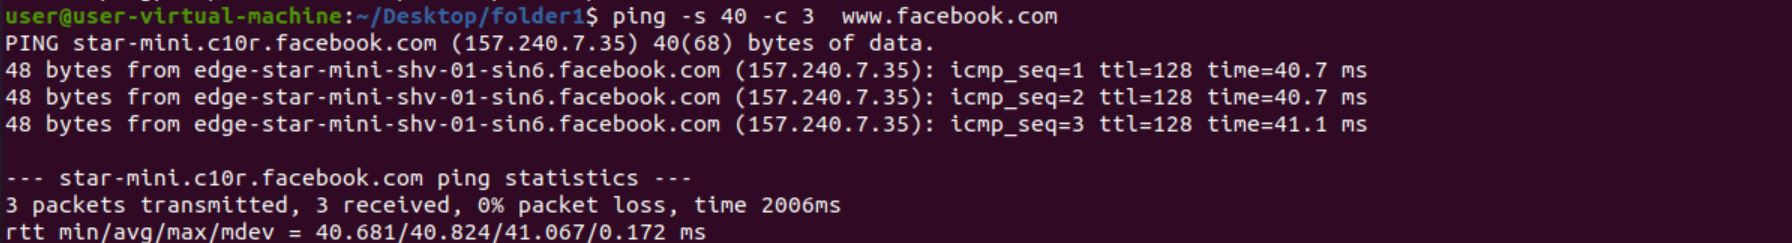 user@user-virtual-machine:~/Desktop/folder1$ ping -s 40 -c 3  www.facebook.com
PING star-mini.c10r.facebook.com (157.240.7.35) 40(68) bytes of data.
48 bytes from edge-star-mini-shv-01-sin6.facebook.com (157.240.7.35): icmp_seq=1 ttl=128 time=40.7 ms
48 bytes from edge-star-mini-shv-01-sin6.facebook.com (157.240.7.35): icmp_seq=2 ttl=128 time=40.7 ms
48 bytes from edge-star-mini-shv-01-sin6.facebook.com (157.240.7.35): icmp_seq=3 ttl=128 time=41.1 ms
--- star-mini.c10r.facebook.com ping statistics ---
3 packets transmitted, 3 received, 0% packet loss, time 2006ms
rtt min/avg/max/mdev = 40.681/40.824/41.067/0.172 ms